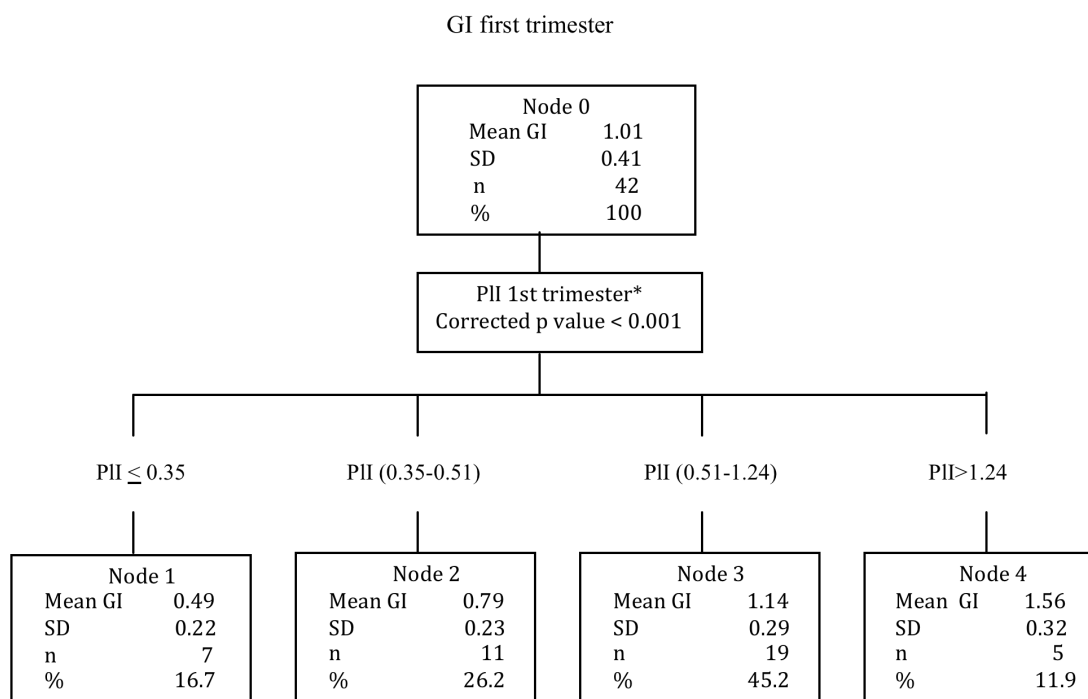 GI first trimester
Node 0
Mean GI 1.01
SD 0.41
n 42
% 100
PlI 1st trimester*
Corrected p value < 0.001
PlI ≤ 0.35
PlI (0.35-0.51)
PlI (0.51-1.24)
PlI>1.24
Node 1
Mean GI 0.49
SD 0.22
n 7
% 16.7
Node 2
Mean GI 0.79
SD 0.23
n 11
% 26.2
Node 3
Mean GI 1.14
SD 0.29
n 19
% 45.2
Node 4
Mean GI 1.56
SD 0.32
n 5
% 11.9